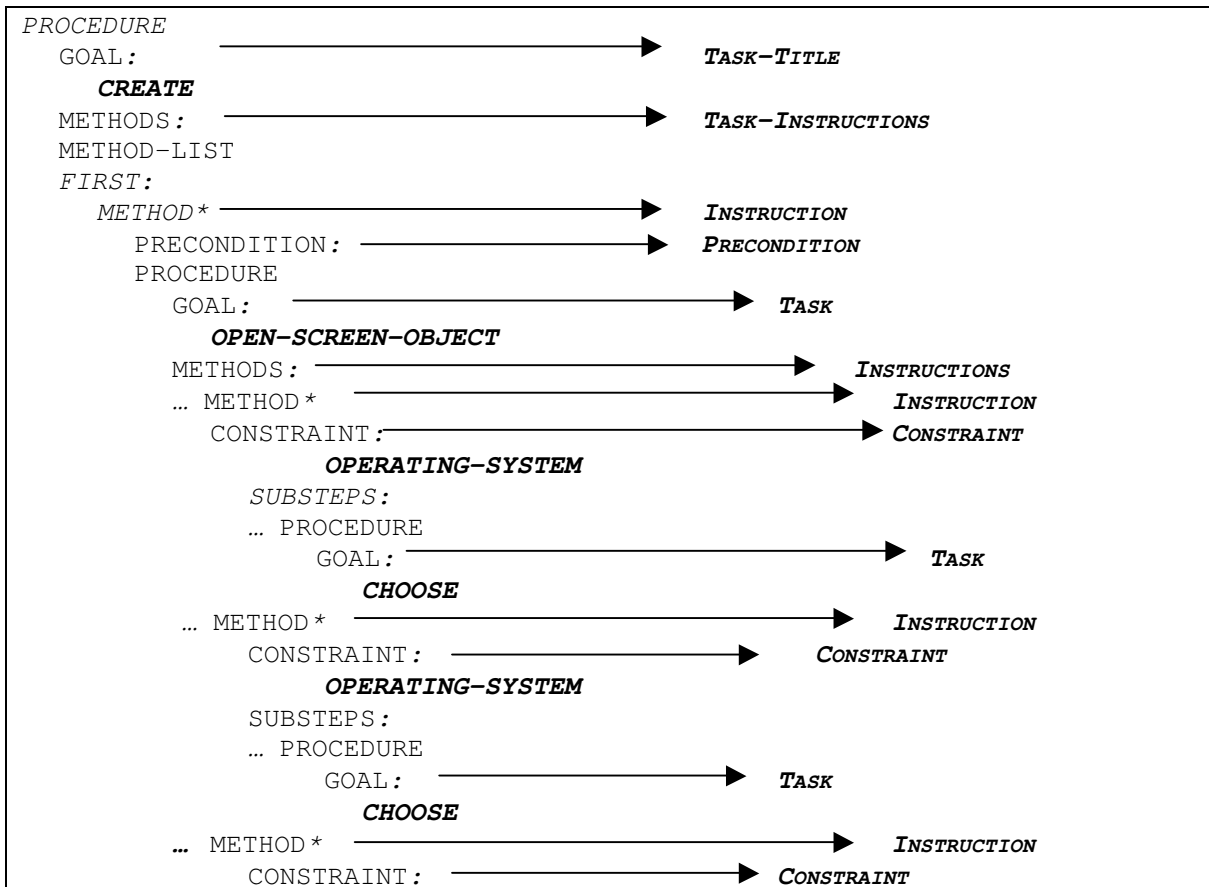 PROCEDURE
GOAL: TASK-TITLE
CREATE
METHODS: TASK-INSTRUCTIONS
METHOD-LIST
FIRST:
METHOD* INSTRUCTION
PRECONDITION: PRECONDITION
PROCEDURE
GOAL: TASK
OPEN-SCREEN-OBJECT
METHODS: INSTRUCTIONS
… METHOD* INSTRUCTION
CONSTRAINT: CONSTRAINT
OPERATING-SYSTEM
SUBSTEPS:
… PROCEDURE
GOAL: TASK
CHOOSE
… METHOD* INSTRUCTION
CONSTRAINT: CONSTRAINT
OPERATING-SYSTEM
SUBSTEPS:
… PROCEDURE
GOAL: TASK
CHOOSE
… METHOD* INSTRUCTION
CONSTRAINT: CONSTRAINT